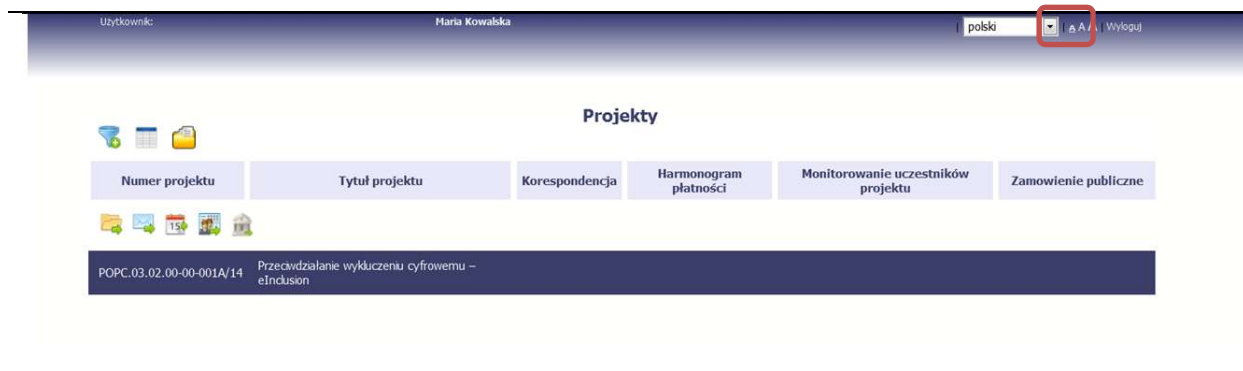 Użytkownik: Maria Kowalska | polski | A A A | Wyloguj
Projekty
Numer projektu Tytuł projektu Korespondencja Harmonogram płatności Monitorowanie uczestników projektu Zamowienie publiczne
15
POPC.03.02.00-00-001A/14 Przeciwdziałanie wykluczeniu cyfrowemu –
eInclusion